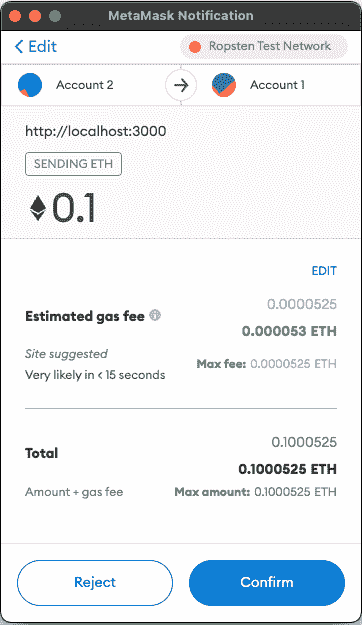 MetaMask Notification
< Edit
Ropsten Test Network
Account 2
Account 1
http://localhost:3000
SENDING ETH
0.1
EDIT
0.0000525
Estimated gas fee
0.000053 ETH
Site suggested
Max fee: 0.0000525 ETH
Very likely in < 15 seconds
0.1000525
Total
0.1000525 ETH
Amount + gas fee
Max amount: 0.1000525 ETH
Reject
Confirm